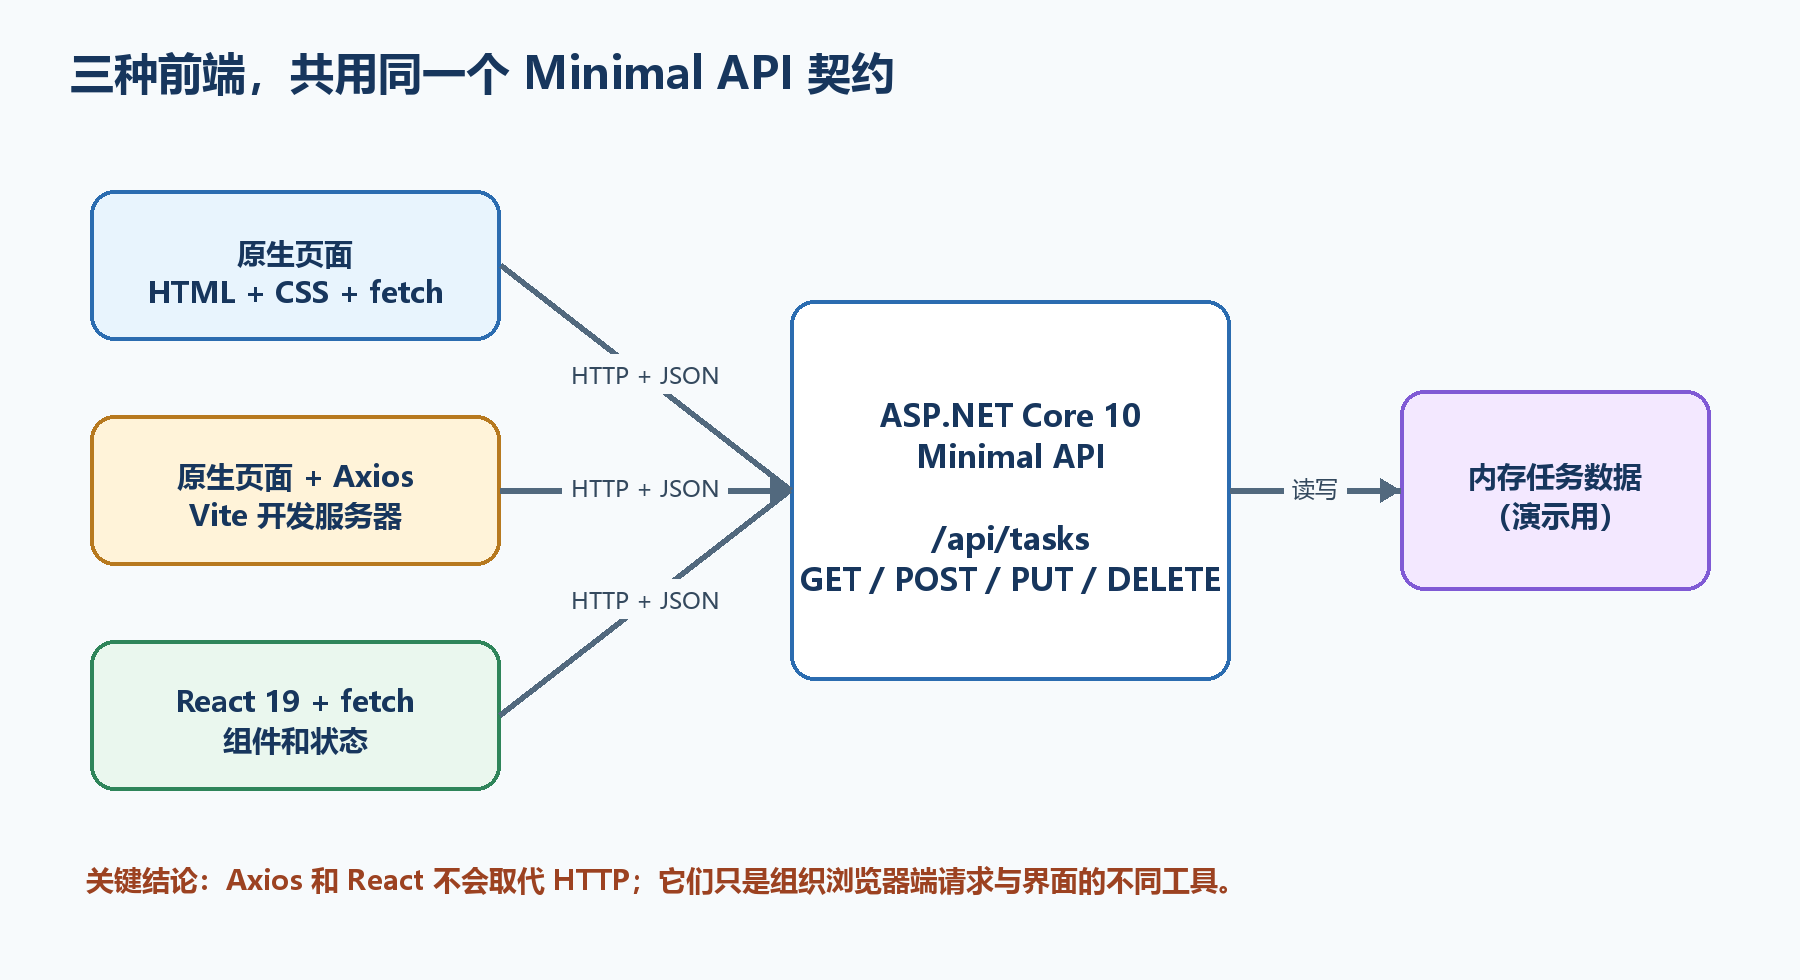 三种前端，共用同一个 Minimal API 契约
原生页面
HTML + CSS + fetch
HTTP + JSON
原生页面 + Axios
Vite 开发服务器
HTTP + JSON
React 19 + fetch
组件和状态
HTTP + JSON
ASP.NET Core 10
Minimal API
/api/tasks
GET / POST / PUT / DELETE
读写
内存任务数据
（演示用）
关键结论：Axios 和 React 不会取代 HTTP；它们只是组织浏览器端请求与界面的不同工具。